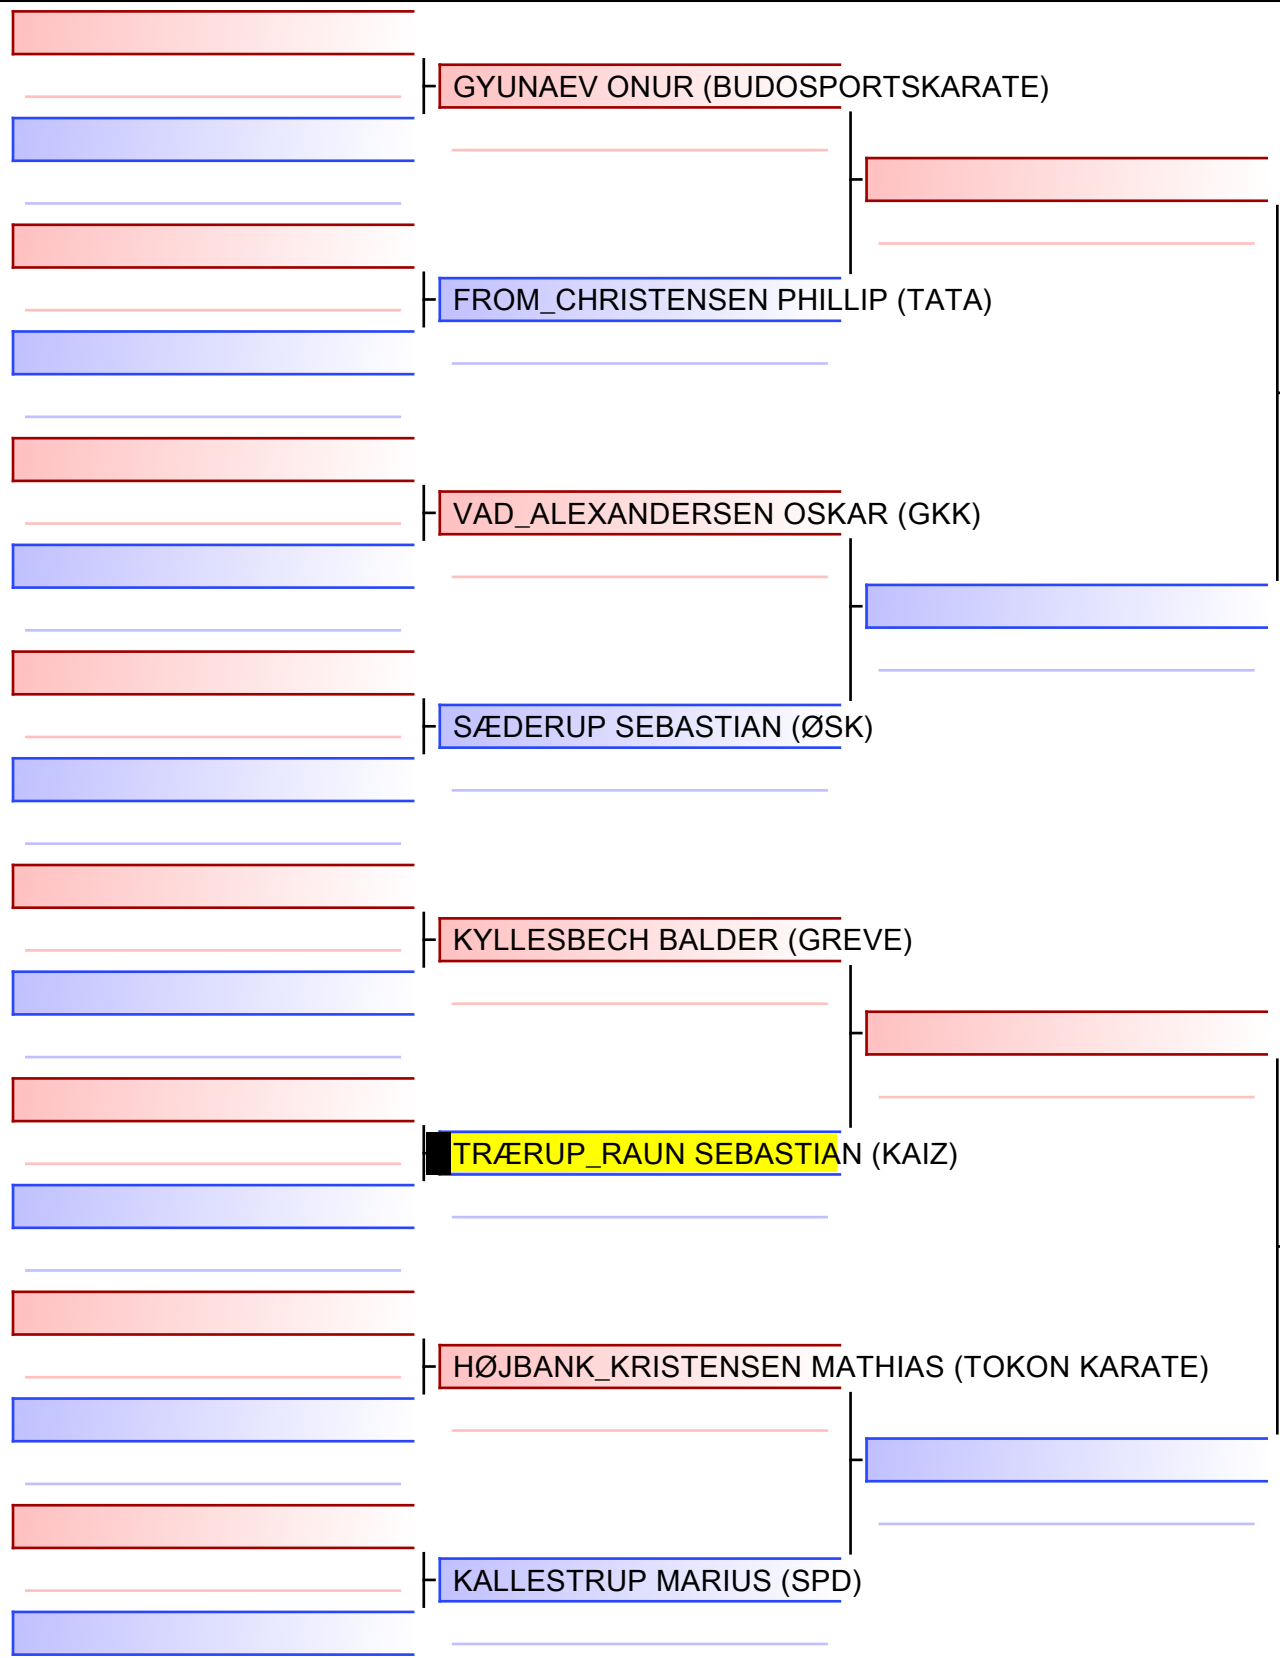 GYUNAEV ONUR (BUDOSPORTSKARATE)
FROM_CHRISTENSEN PHILLIP (TATA)
VAD_ALEXANDERSEN OSKAR (GKK)
SÆDERUP SEBASTIAN (ØSK)
KYLLESBECH BALDER (GREVE)
TRÆRUP_RAUN SEBASTIAN (KAIZ)
HØJBANK_KRISTENSEN MATHIAS (TOKON KARATE)
KALLESTRUP MARIUS (SPD)